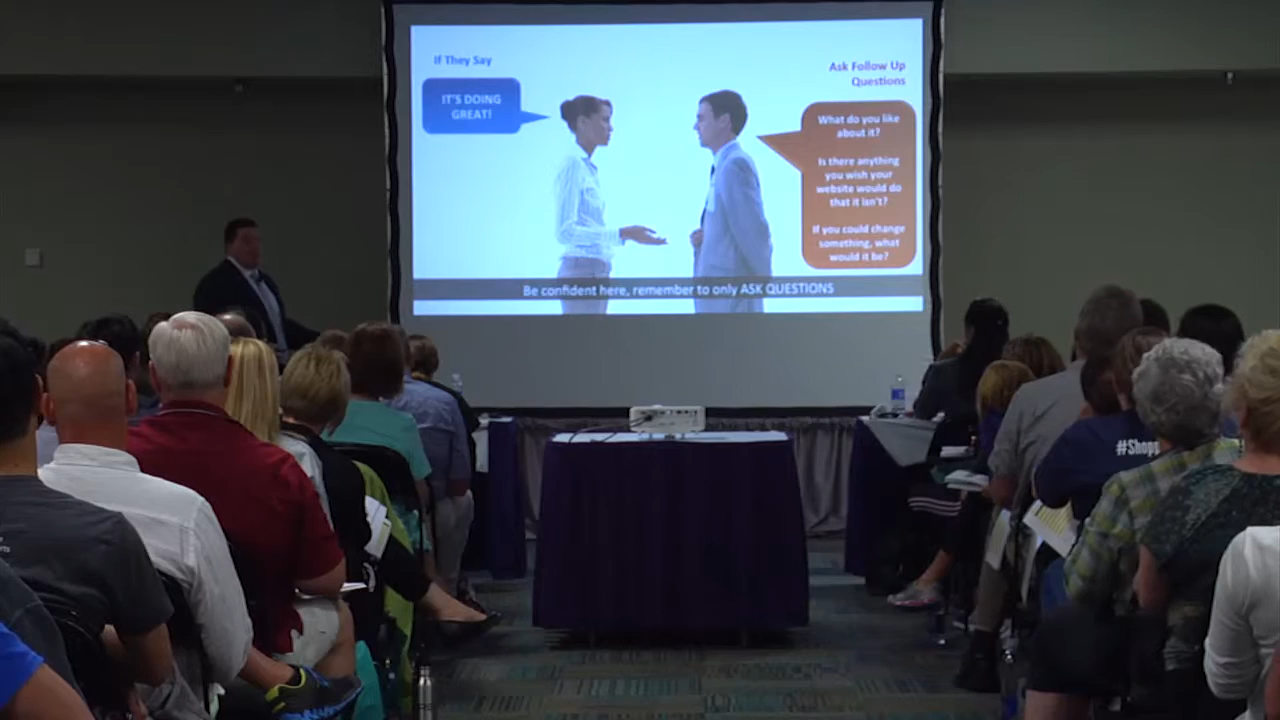 If They Say
IT'S DOING
GREAT!
Ask Follow Up
Questions
What do you like
about it?
Is there anything
you wish your
website would do
that it isn't?
If you could change
something, what
would it be?
Be confident here, remember to only ASK QUESTIONS
#Shopp